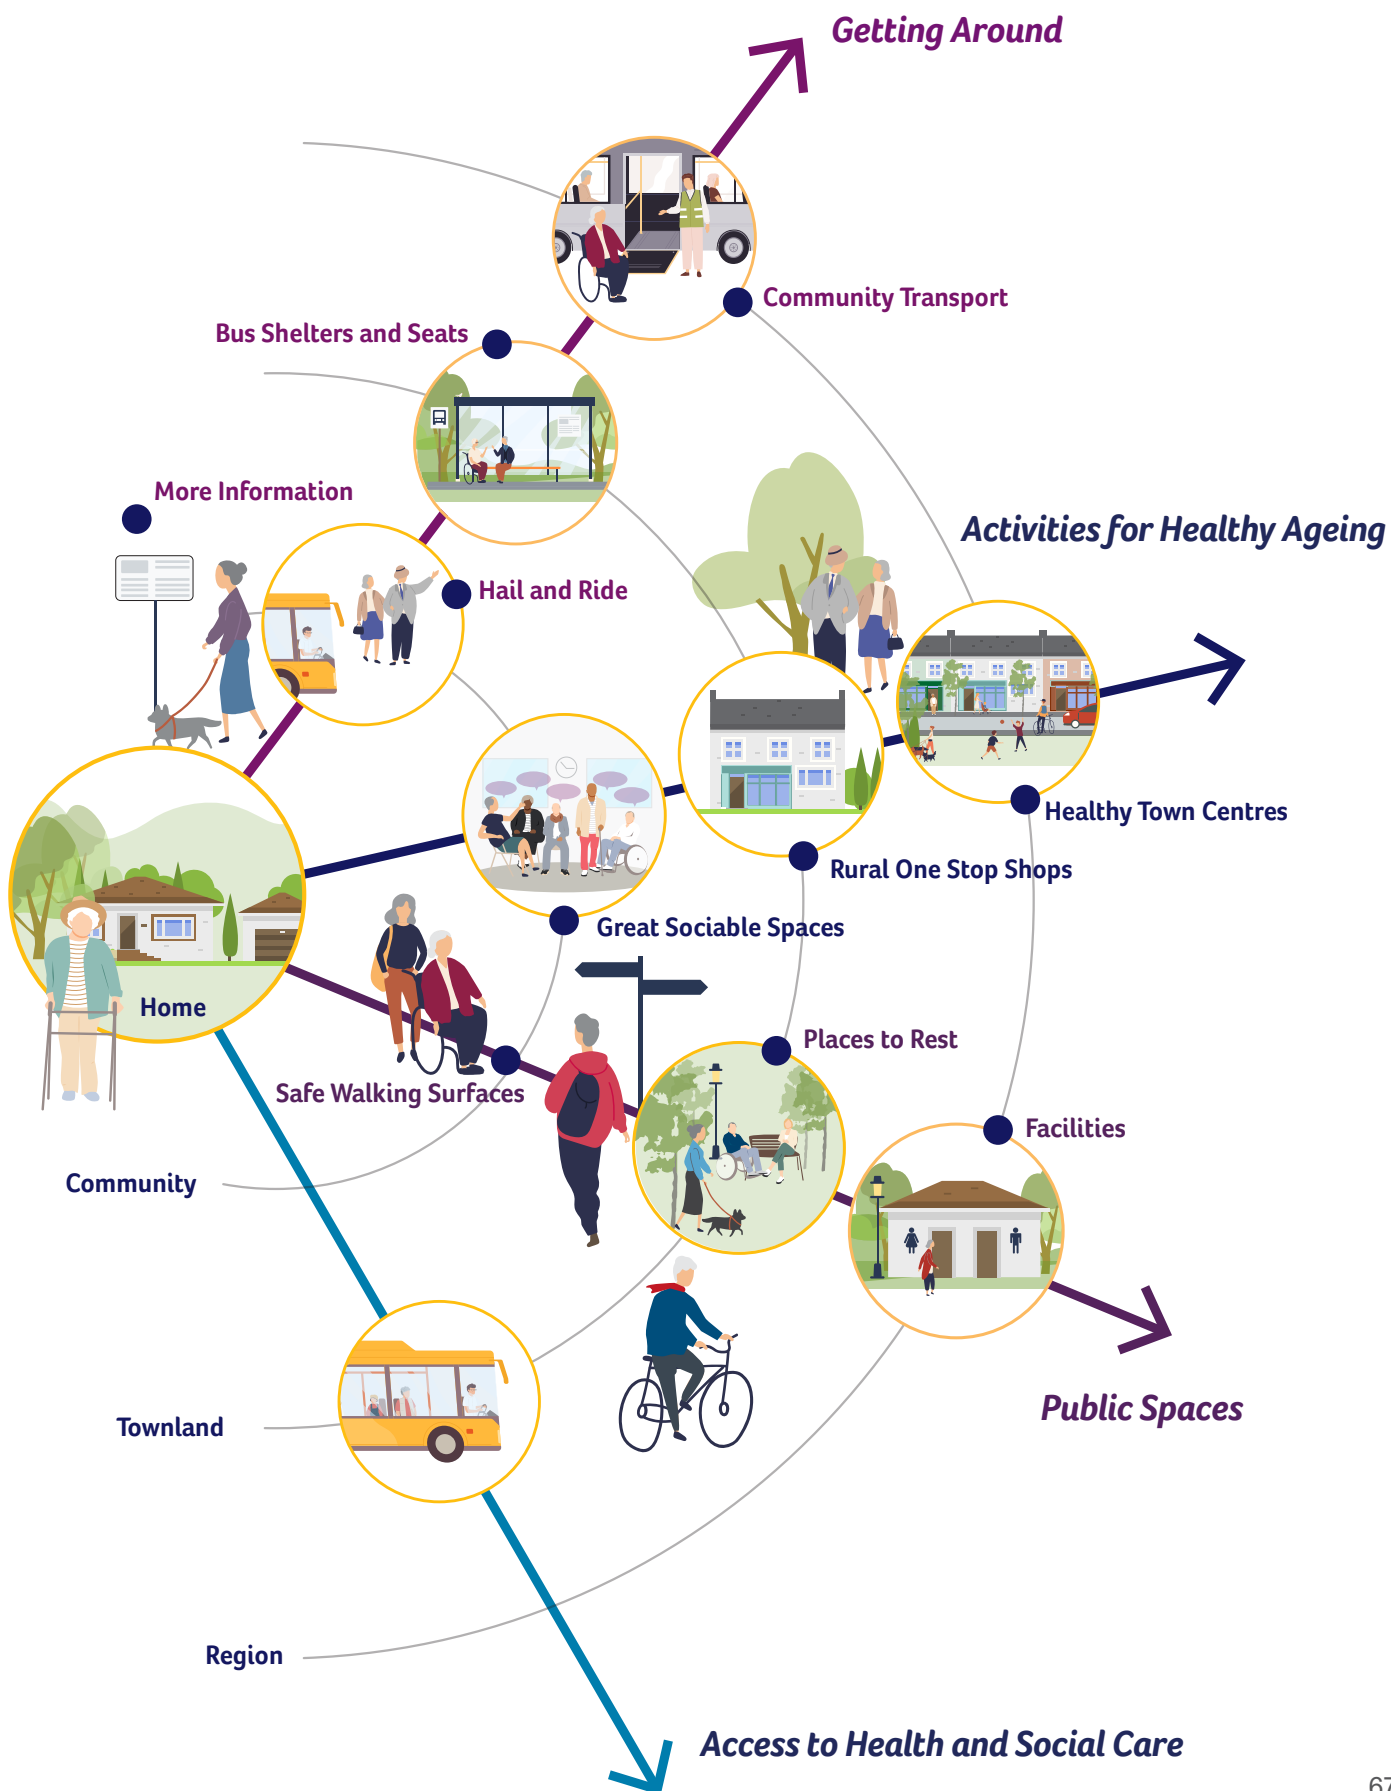 Getting Around
Community Transport
Bus Shelters and Seats
More Information
Activities for Healthy Ageing
Hail and Ride
Healthy Town Centres
Rural One Stop Shops
Great Sociable Spaces
Home
Places to Rest
Safe Walking Surfaces
Facilities
Community
Public Spaces
Townland
Region
Access to Health and Social Care
67